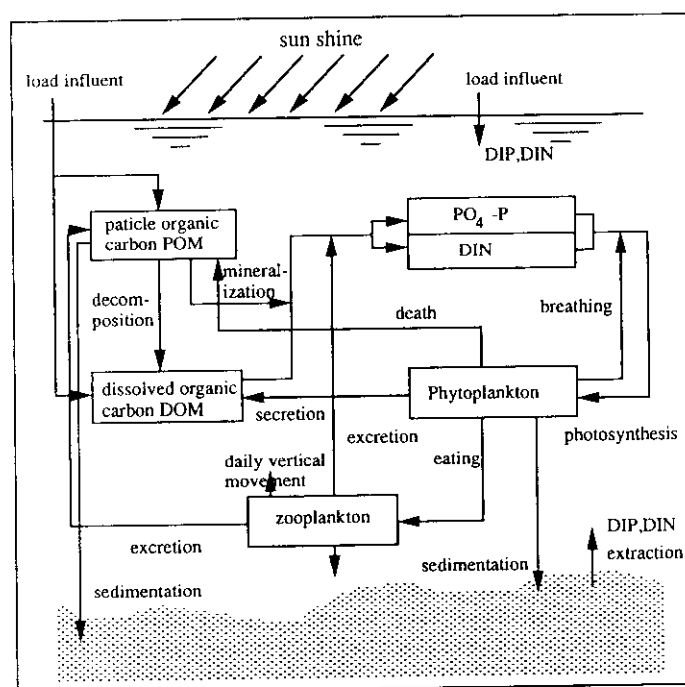 sun shine
load influent
load influent
DIP,DIN
paticle organic
carbon POM
PO4 -P
DIN
mineral-
ization
decom-
position
breathing
death
dissolved organic
carbon DOM
Phytoplankton
secretion
excretion
eating
photosynthesis
daily vertical
movement
zooplankton
excretion
sedimentation
sedimentation
DIP,DIN
extraction